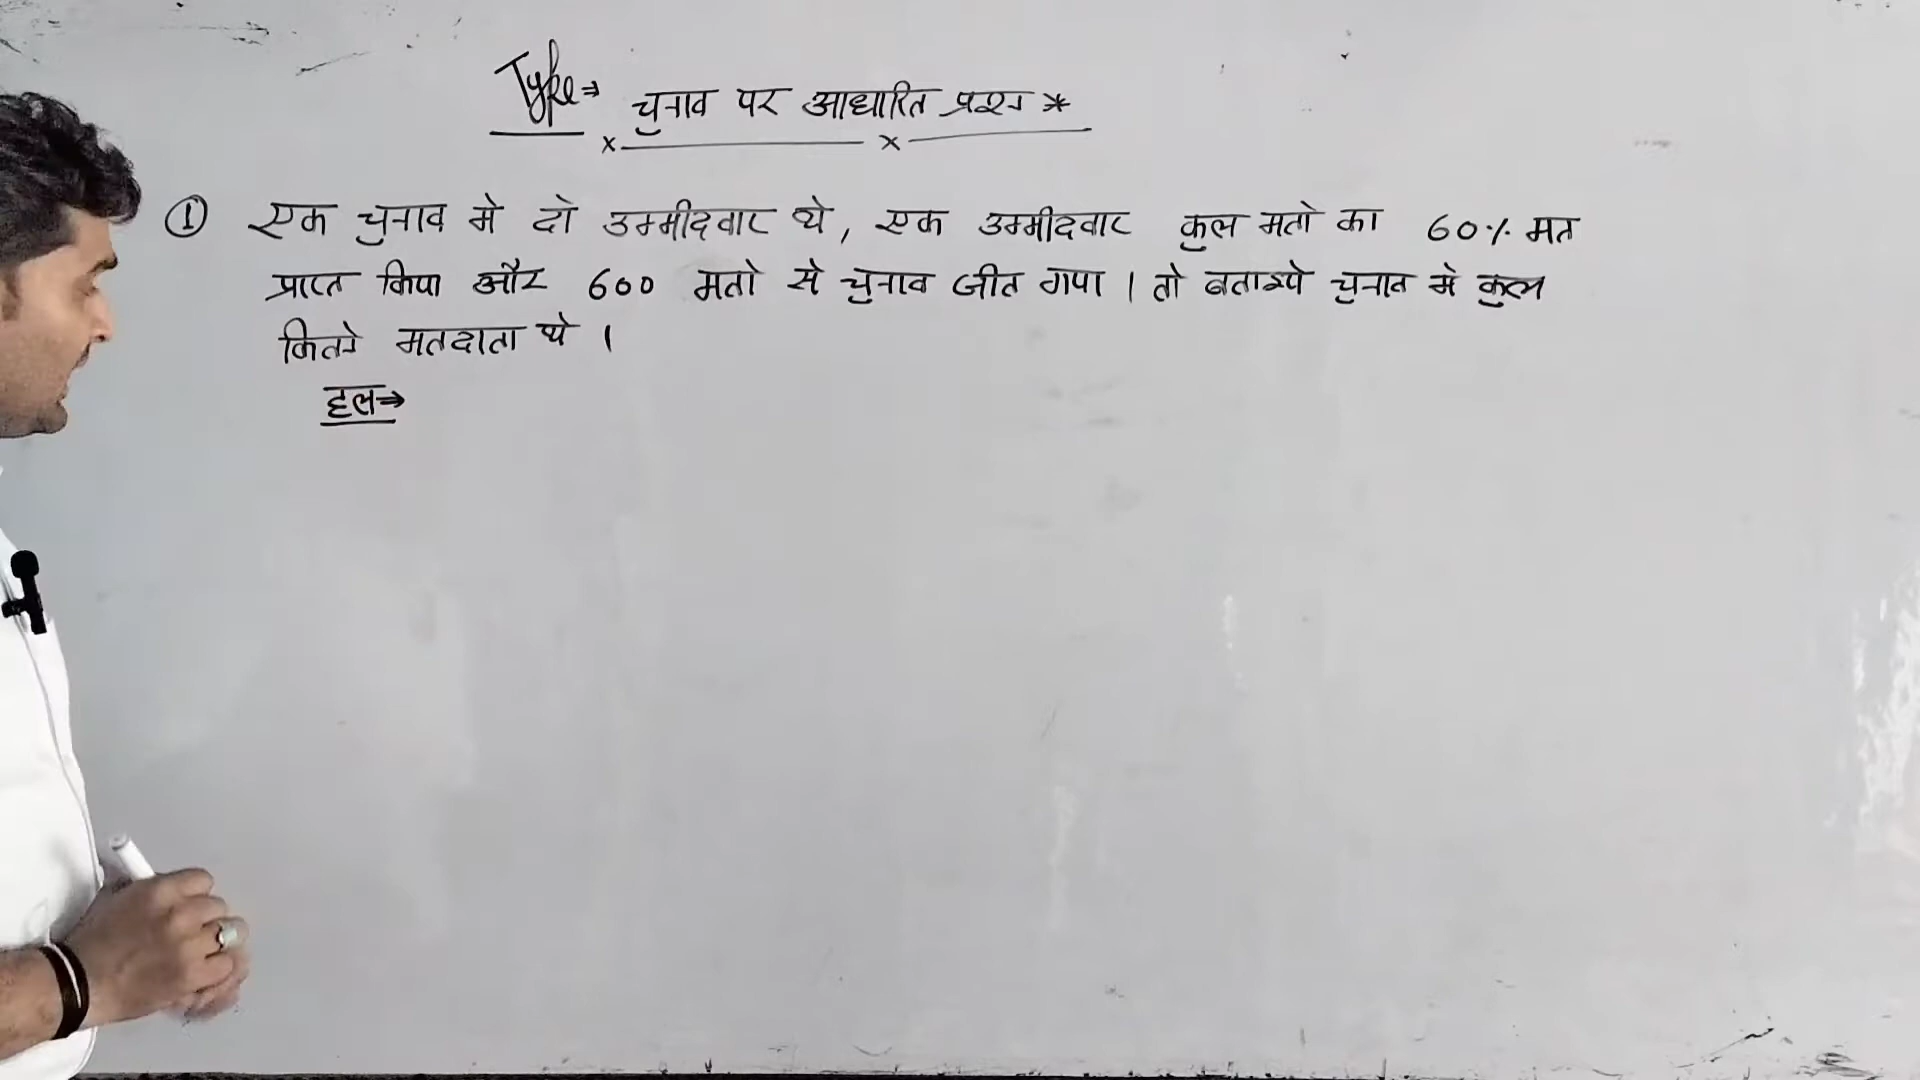 Type⇒ चुनाव पर आधारित प्रश्न *
① एक चुनाव मे दो उम्मीदवार थे, एक उम्मीदवार कुल मतो का 60% मत
प्राप्त किया और 600 मतो से चुनाव जीत गया । तो बताइये चुनाव मे कुल
कितने मतदाता थे ।
हल⇒